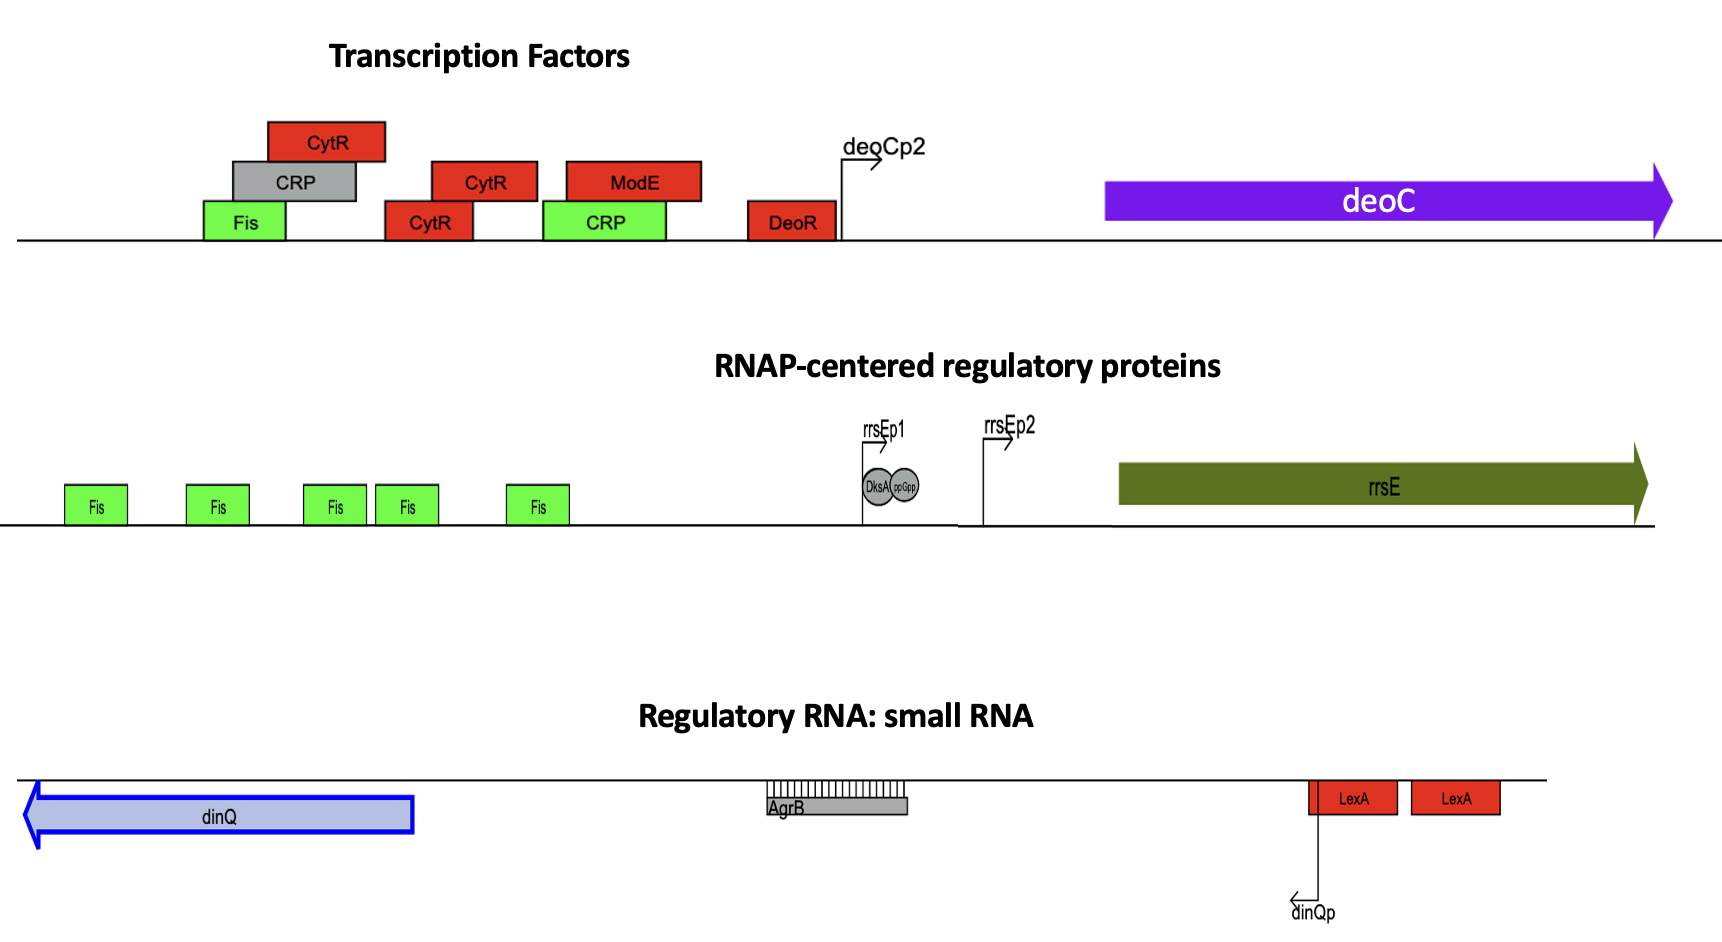 Transcription Factors
CytR
CRP
CytR
ModE
Fis
CytR
CRP
DeoR
deoCp2
deoC
RNAP-centered regulatory proteins
rrsEp1
rrsEp2
Fis
Fis
Fis
Fis
Fis
DksA
ppGpp
rrsE
Regulatory RNA: small RNA
dinQ
AgrB
LexA
LexA
dinQp